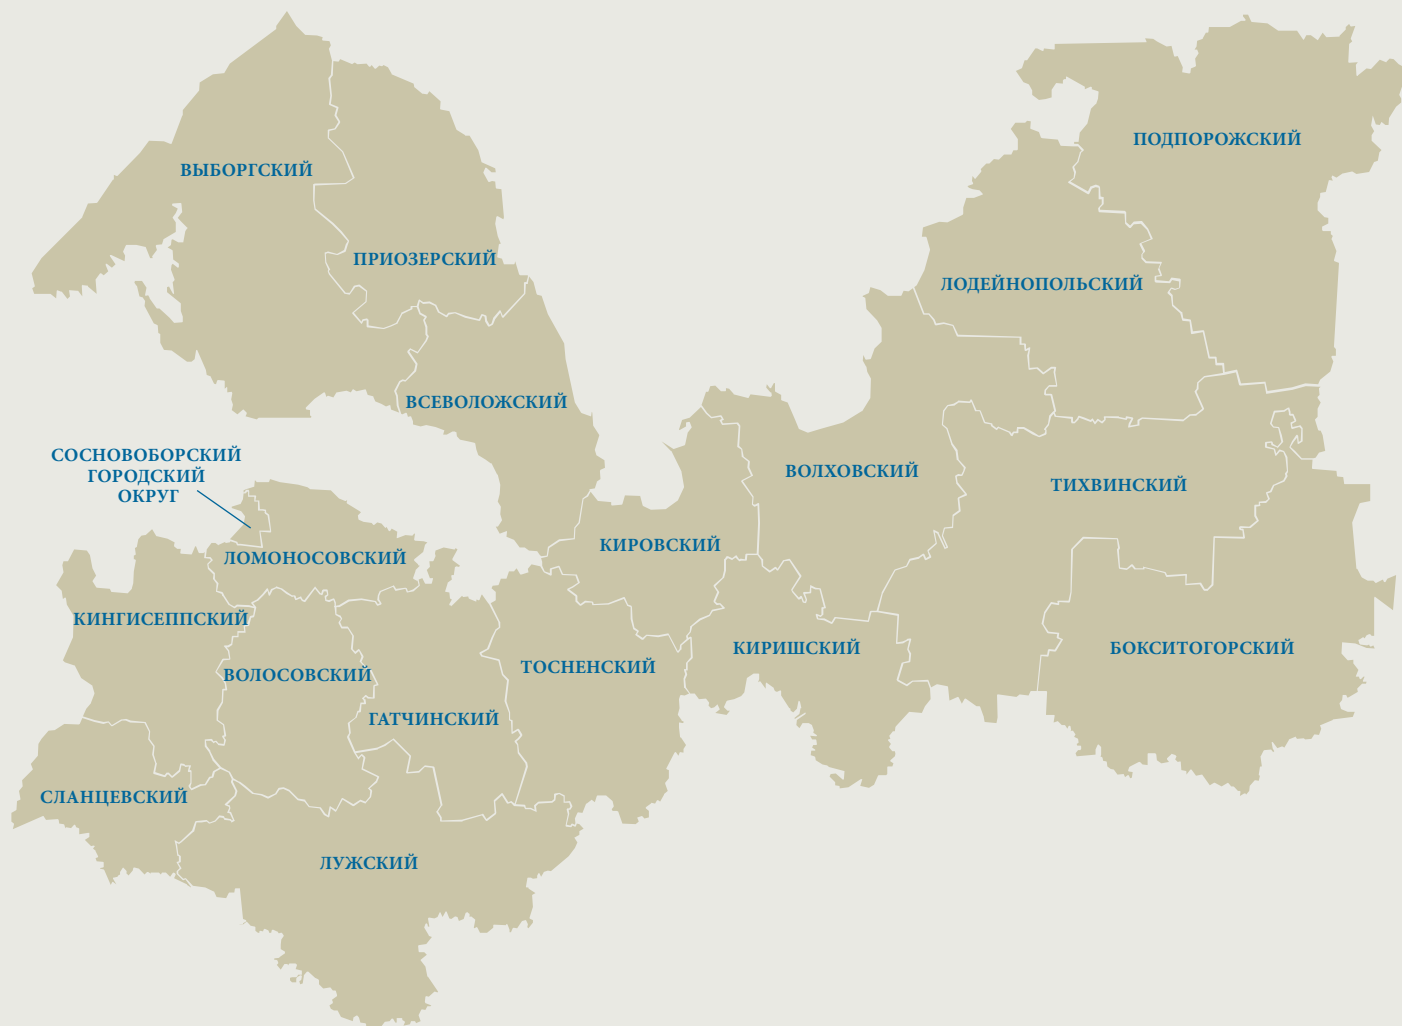 ПОДПОРОЖСКИЙ
ВЫБОРГСКИЙ
ПРИОЗЕРСКИЙ
ЛОДЕЙНОПОЛЬСКИЙ
ВСЕВОЛОЖСКИЙ
СОСНОВОБОРСКИЙ
ГОРОДСКИЙ
ОКРУГ
ВОЛХОВСКИЙ
ТИХВИНСКИЙ
КИРОВСКИЙ
ЛОМОНОСОВСКИЙ
КИНГИСЕППСКИЙ
КИРИШСКИЙ
БОКСИТОГОРСКИЙ
ТОСНЕНСКИЙ
ВОЛОСОВСКИЙ
ГАТЧИНСКИЙ
СЛАНЦЕВСКИЙ
ЛУЖСКИЙ